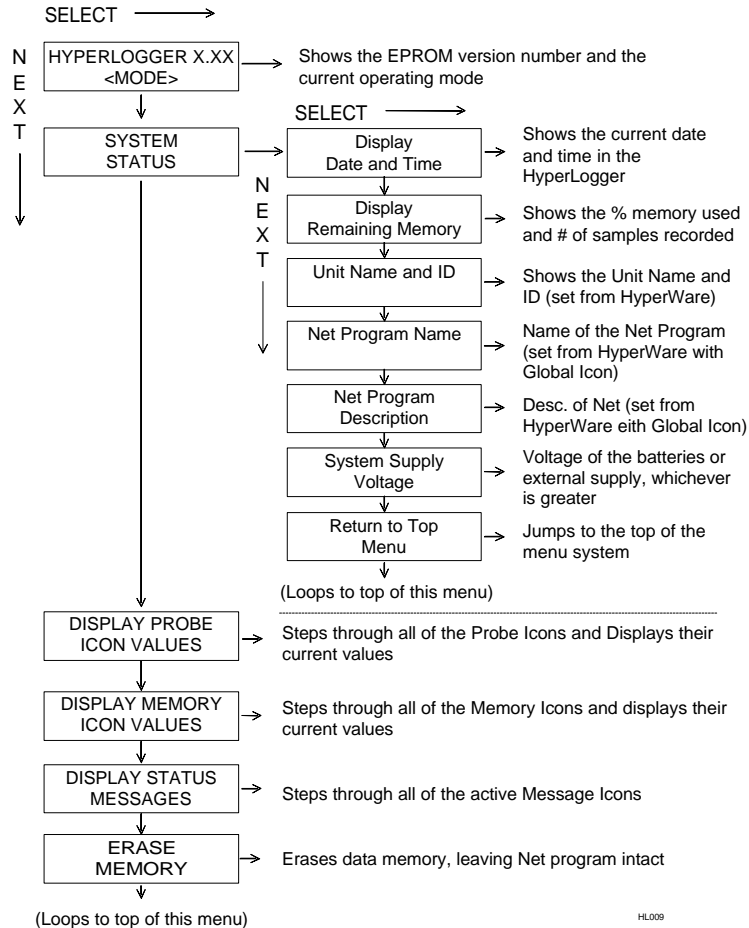 SELECT
NEXT
HYPERLOGGER X.XX
<MODE>
Shows the EPROM version number and the
current operating mode
SYSTEM
STATUS
SELECT
NEXT
Display
Date and Time
Shows the current date
and time in the
HyperLogger
Display
Remaining Memory
Shows the % memory used
and # of samples recorded
Unit Name and ID
Shows the Unit Name and
ID (set from HyperWare)
Net Program Name
Name of the Net Program
(set from HyperWare with
Global Icon)
Net Program
Description
Desc. of Net (set from
HyperWare eith Global Icon)
System Supply
Voltage
Voltage of the batteries or
external supply, whichever
is greater
Return to Top
Menu
Jumps to the top of the
menu system
(Loops to top of this menu)
DISPLAY PROBE
ICON VALUES
Steps through all of the Probe Icons and Displays their
current values
DISPLAY MEMORY
ICON VALUES
Steps through all of the Memory Icons and displays their
current values
DISPLAY STATUS
MESSAGES
Steps through all of the active Message Icons
ERASE
MEMORY
Erases data memory, leaving Net program intact
(Loops to top of this menu)
HL009